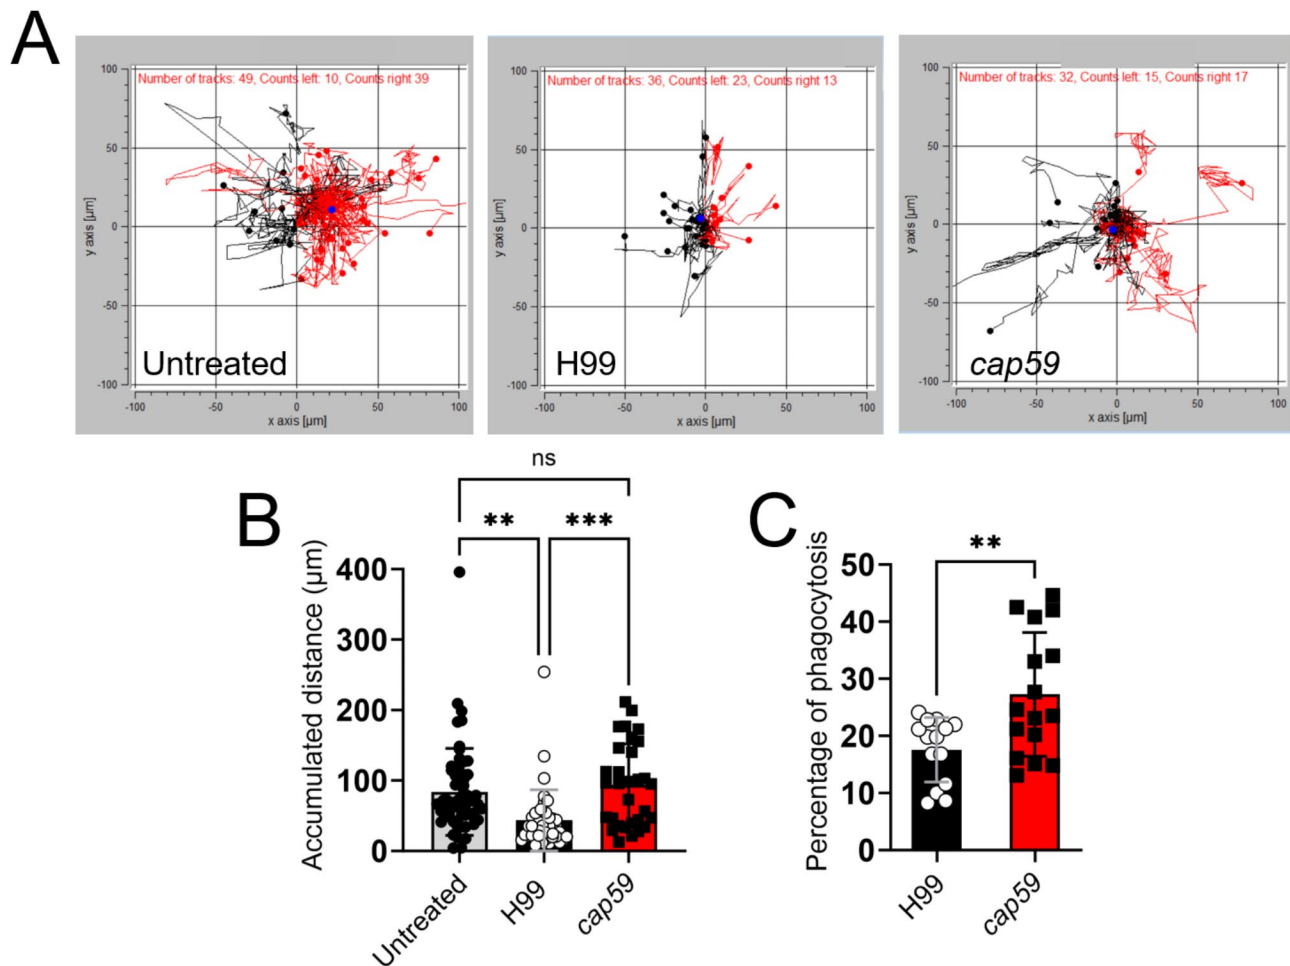 A
Number of tracks: 49, Counts left: 10, Counts right 39
100
50
0
-50
-100
y axis [µm]
-100 -50 0 50 100
x axis [µm]
Untreated
Number of tracks: 36, Counts left: 23, Counts right 13
100
50
0
-50
-100
y axis [µm]
-100 -50 0 50 100
x axis [µm]
H99
Number of tracks: 32, Counts left: 15, Counts right 17
100
50
0
-50
-100
y axis [µm]
-100 -50 0 50 100
x axis [µm]
cap59
B
ns
** ***
Accumulated distance (µm)
400
300
200
100
0
Untreated
H99
cap59
C
**
Percentage of phagocytosis
50
40
30
20
10
0
H99
cap59